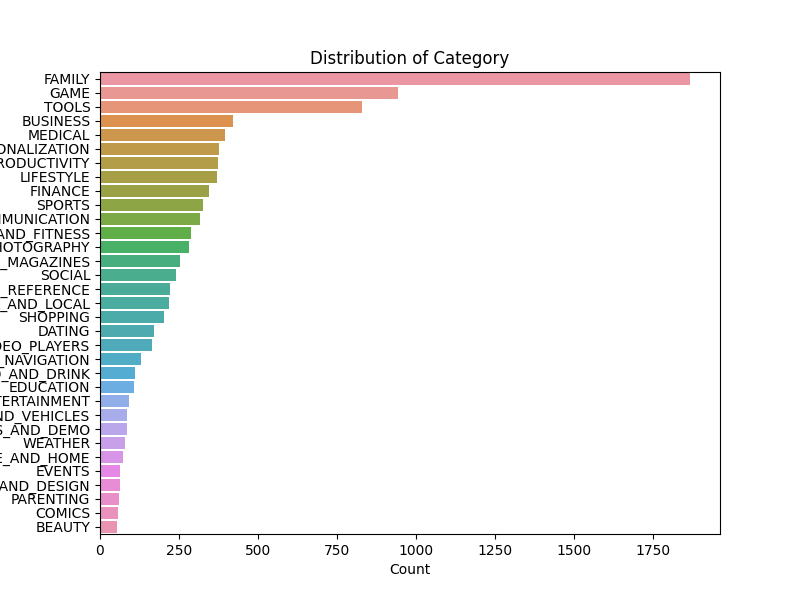 Distribution of Category
FAMILY
GAME
TOOLS
BUSINESS
MEDICAL
ONALIZATION
RODUCTIVITY
LIFESTYLE
FINANCE
SPORTS
MMUNICATION
AND_FITNESS
HOTOGRAPHY
_MAGAZINES
SOCIAL
_REFERENCE
_AND_LOCAL
SHOPPING
DATING
DEO_PLAYERS
_NAVIGATION
D_AND_DRINK
EDUCATION
TERTAINMENT
ND_VEHICLES
S_AND_DEMO
WEATHER
E_AND_HOME
EVENTS
AND_DESIGN
PARENTING
COMICS
BEAUTY
0 250 500 750 1000 1250 1500 1750
Count